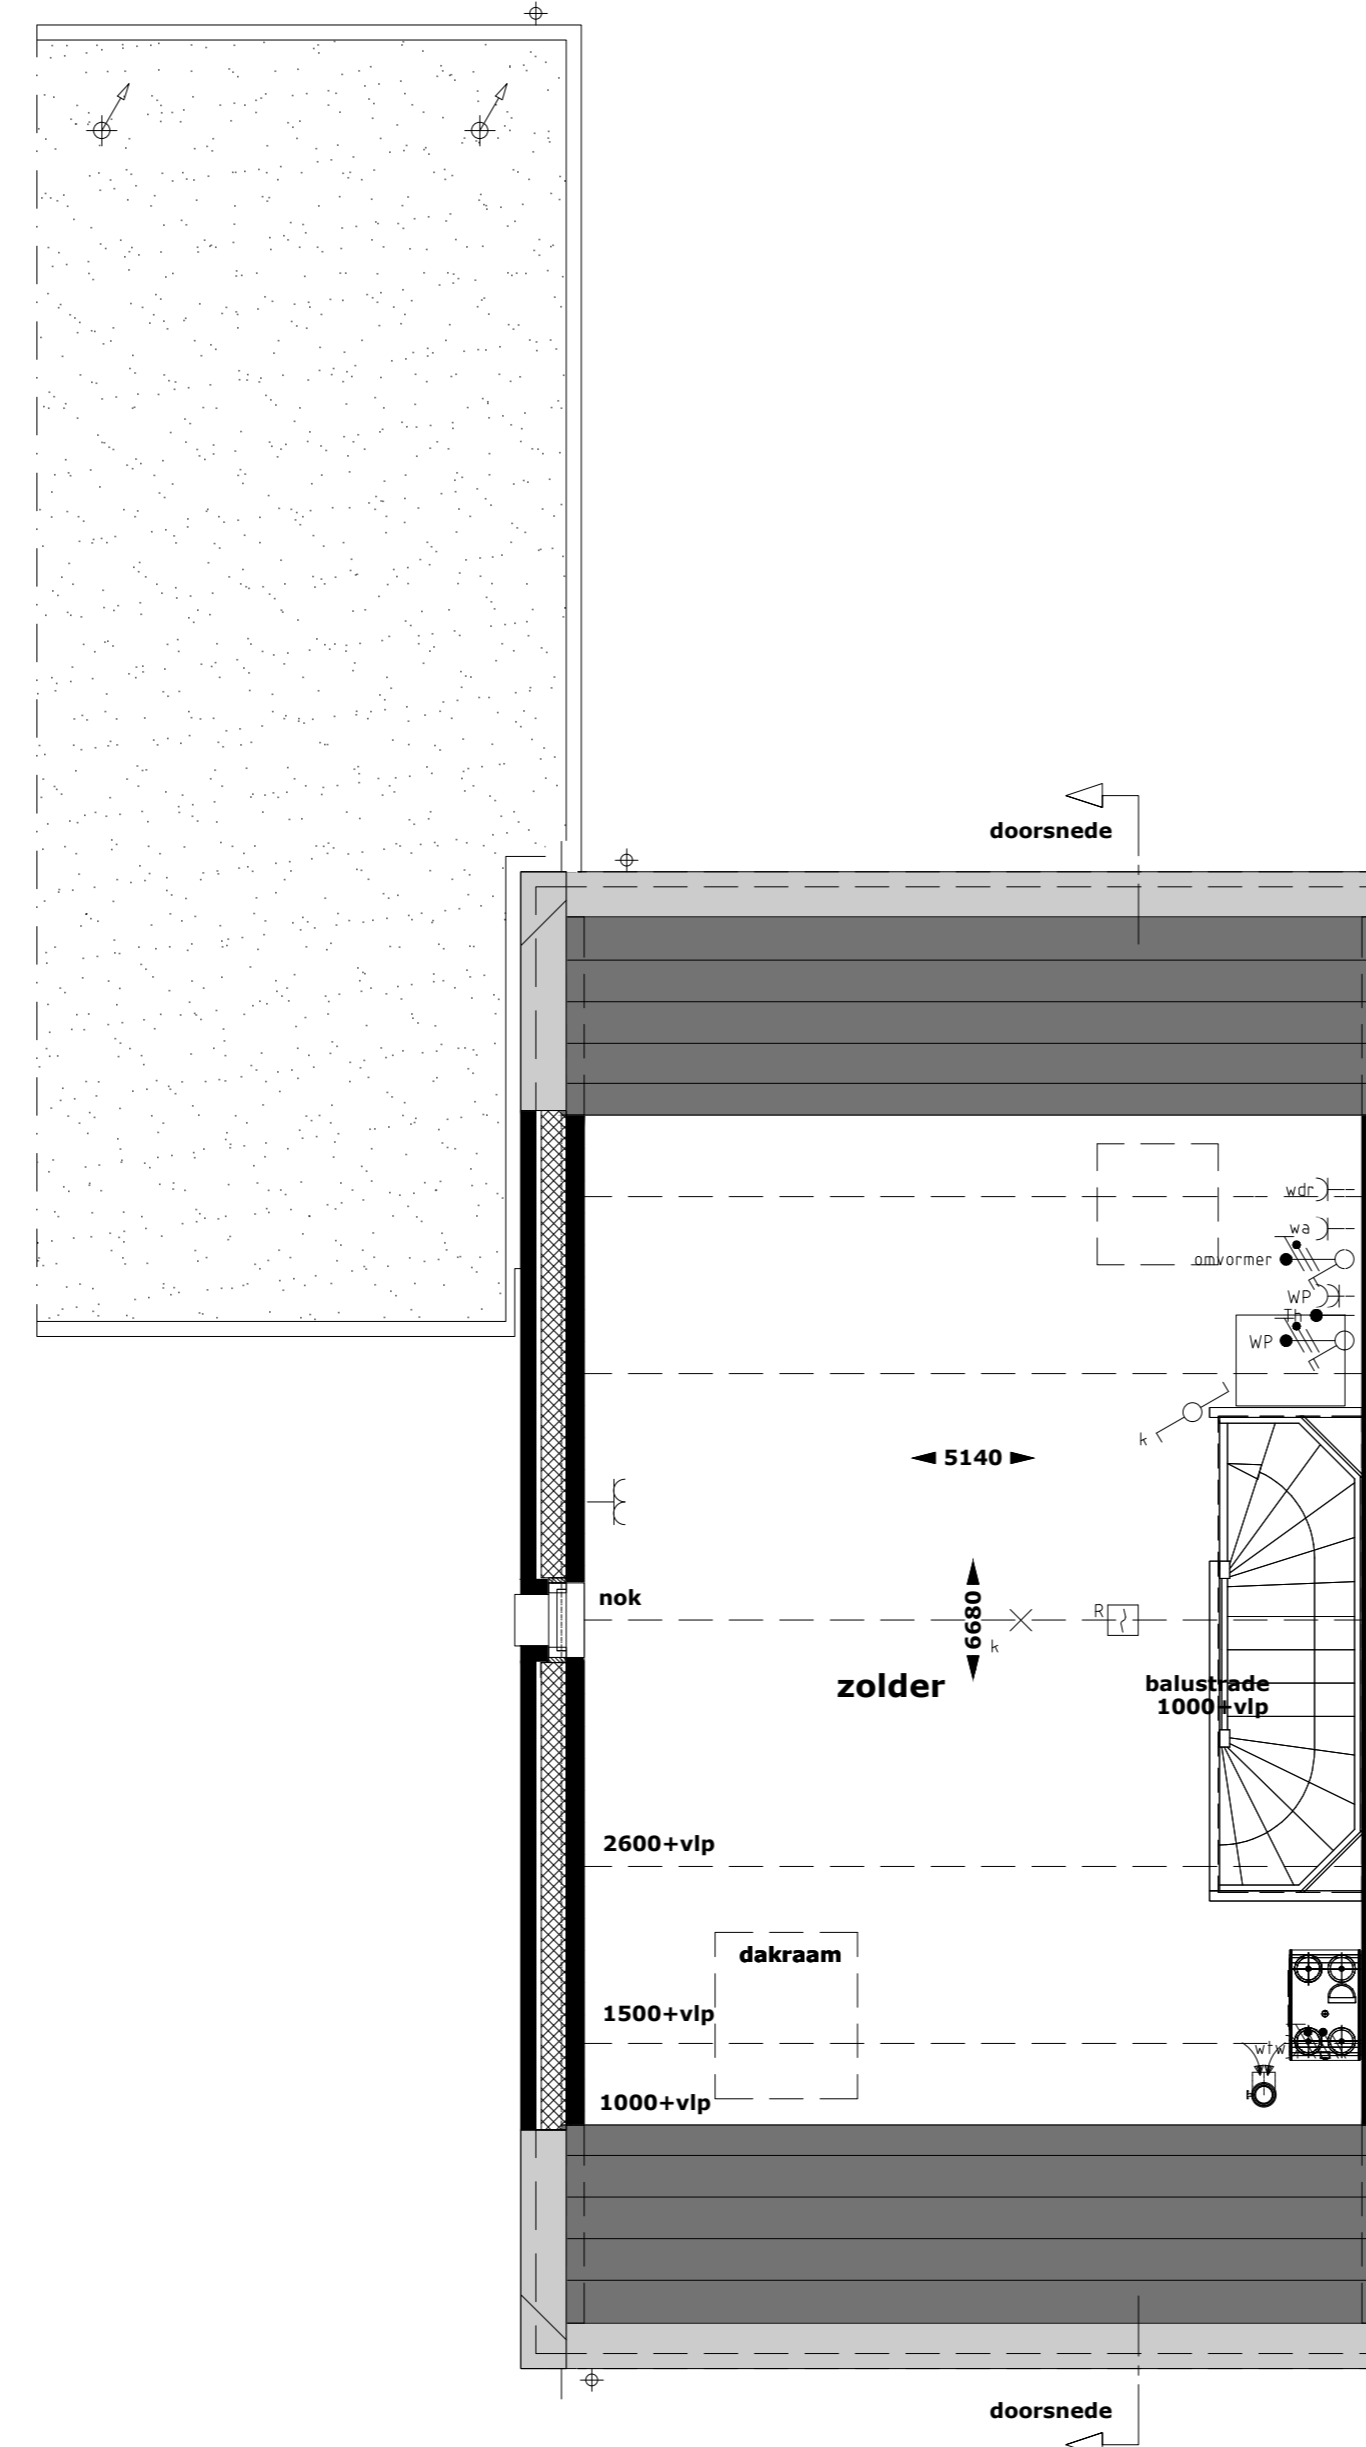 doorsnede
wdr
wa
omvormer
WP
Th
WP
k
5140
nok
6680
R
k
zolder
balustrade
1000+vlp
2600+vlp
dakraam
1500+vlp
wtw
1000+vlp
doorsnede